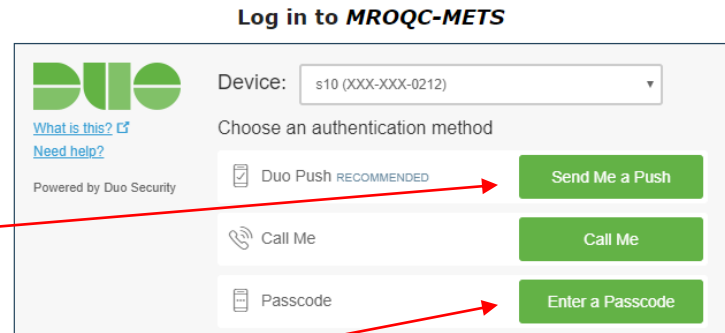 Log in to MROQC-METS
DUO
Device: s10 (XXX-XXX-0212)
What is this?
Need help?
Powered by Duo Security
Choose an authentication method
Duo Push RECOMMENDED Send Me a Push
Call Me Call Me
Passcode Enter a Passcode